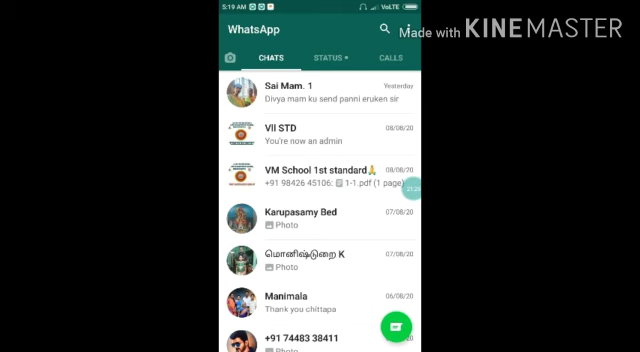 5:19 AM VoLTE
Made with KINEMASTER
WhatsApp
CHATS STATUS CALLS
Sai Mam. 1 Yesterday
Divya mam ku send panni eruken sir
VII STD 08/08/20
You're now an admin
VM School 1st standard🙏 08/08/20
+91 98426 45106: 1-1.pdf (1 page)
Karupasamy Bed 07/08/20
Photo
மொனிஷ்டுறை K 07/08/20
Photo
Manimala 06/08/20
Thank you chittapa
+91 74483 38411
Photo